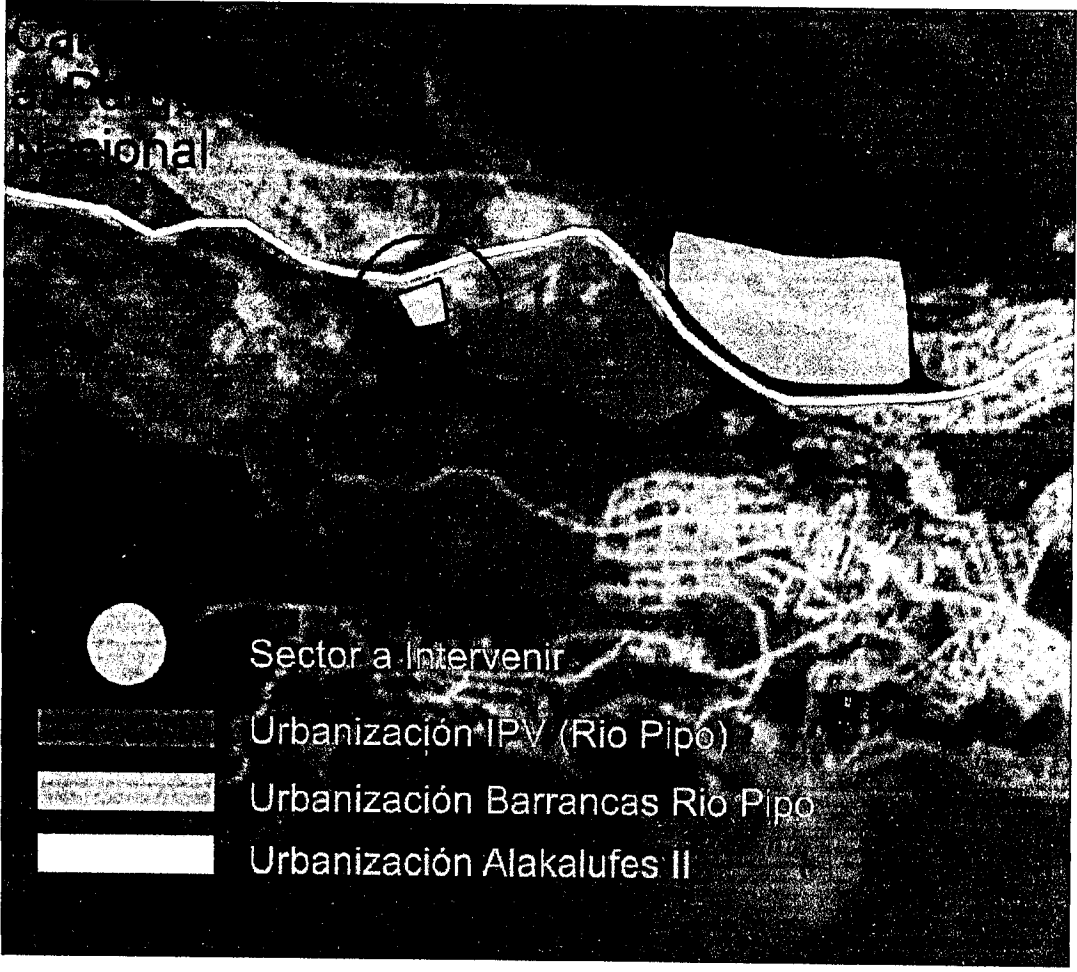 Nacional
Sector a Intervenir
Urbanización IPV (Rio Pipo)
Urbanización Barrancas Rio Pipo
Urbanización Alakalufes II